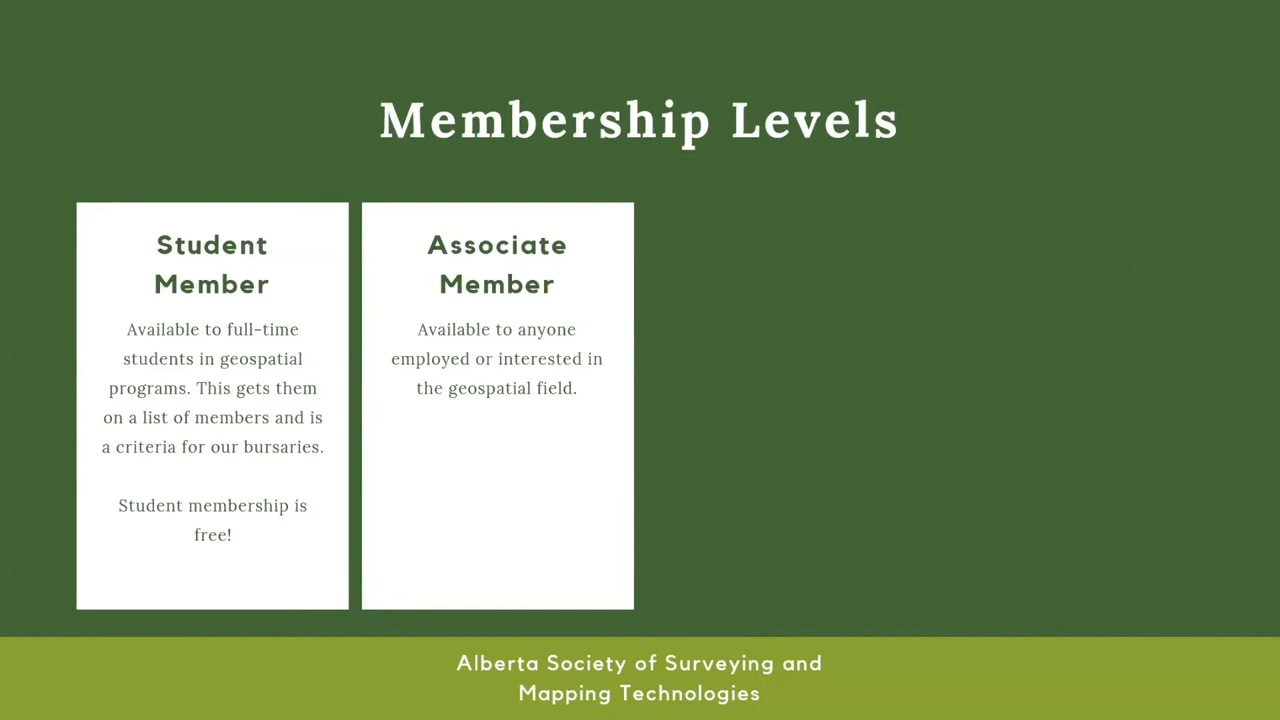 Membership Levels
Student
Member
Available to full-time
students in geospatial
programs. This gets them
on a list of members and is
a criteria for our bursaries.
Student membership is
free!
Associate
Member
Available to anyone
employed or interested in
the geospatial field.
Alberta Society of Surveying and
Mapping Technologies